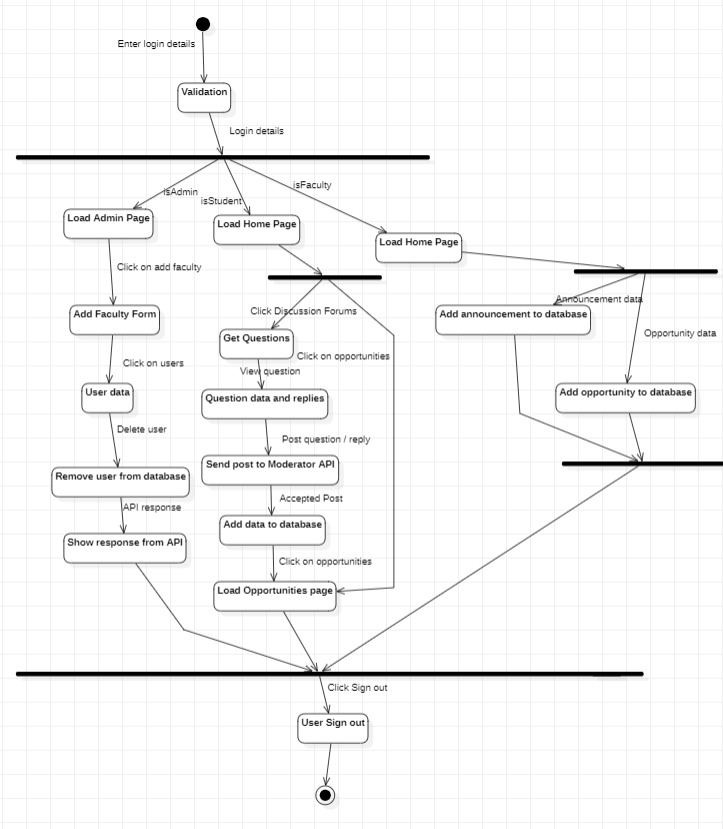 Enter login details
Validation
Login details
isAdmin
isStudent
isFaculty
Load Admin Page
Load Home Page
Load Home Page
Click on add faculty
Announcement data
Add Faculty Form
Click Discussion Forums
Add announcement to database
Get Questions
Opportunity data
Click on opportunities
Click on users
View question
User data
Question data and replies
Add opportunity to database
Delete user
Post question / reply
Send post to Moderator API
Remove user from database
Accepted Post
API response
Add data to database
Show response from API
Click on opportunities
Load Opportunities page
Click Sign out
User Sign out